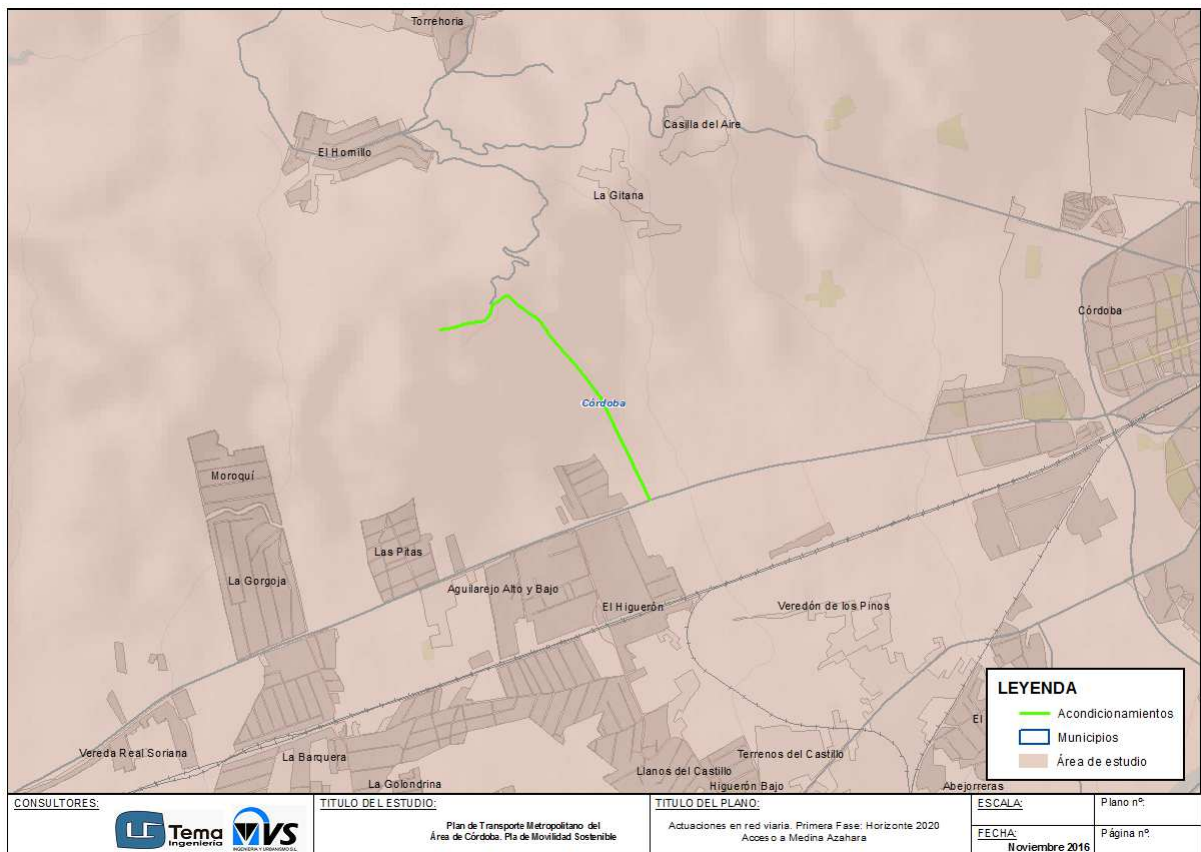 Torrehoria
Casilla del Aire
El Hornillo
La Gitana
Córdoba
Córdoba
Moroquí
Las Pitas
La Gorgoja
Aguilarejo Alto y Bajo
El Higuerón
Veredón de los Pinos
LEYENDA
Acondicionamientos
Municipios
Área de estudio
El
Vereda Real Soriana
La Barquera
Terrenos del Castillo
La Golondrina
Llanos del Castillo
Higuerón Bajo
Abejorreras
CONSULTORES:
Tema
Ingeniería
VS
INGENIERIA Y URBANISMO S.L.
TITULO DEL ESTUDIO:
Plan de Transporte Metropolitano del
Área de Córdoba. Pla de Movilidad Sostenible
TITULO DEL PLANO:
Actuaciones en red viaria. Primera Fase: Horizonte 2020
Acceso a Medina Azahara
ESCALA:
Plano nº:
FECHA:
Noviembre 2016
Página nº: